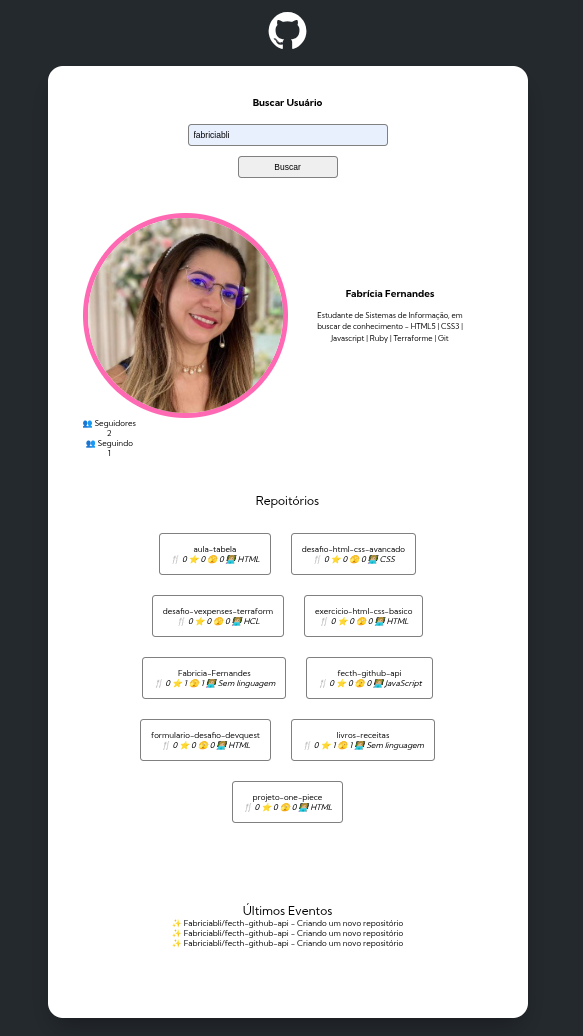 Buscar Usuário
fabriciabli
Buscar
Fabrícia Fernandes
Estudante de Sistemas de Informação, em
buscar de conhecimento - HTML5 | CSS3 |
Javascript | Ruby | Terraforme | Git
👥 Seguidores
2
👥 Seguindo
1
Repoitórios
aula-tabela
🍴 0 ⭐ 0 🫣 0 👩🏽‍💻 HTML
desafio-html-css-avancado
🍴 0 ⭐ 0 🫣 0 👩🏽‍💻 CSS
desafio-vexpenses-terraform
🍴 0 ⭐ 0 🫣 0 👩🏽‍💻 HCL
exercicio-html-css-basico
🍴 0 ⭐ 0 🫣 0 👩🏽‍💻 HTML
Fabricia-Fernandes
🍴 0 ⭐ 1 🫣 1 👩🏽‍💻 Sem linguagem
fecth-github-api
🍴 0 ⭐ 0 🫣 0 👩🏽‍💻 JavaScript
formulario-desafio-devquest
🍴 0 ⭐ 0 🫣 0 👩🏽‍💻 HTML
livros-receitas
🍴 0 ⭐ 1 🫣 1 👩🏽‍💻 Sem linguagem
projeto-one-piece
🍴 0 ⭐ 0 🫣 0 👩🏽‍💻 HTML
Últimos Eventos
✨ Fabriciabli/fecth-github-api - Criando um novo repositório
✨ Fabriciabli/fecth-github-api - Criando um novo repositório
✨ Fabriciabli/fecth-github-api - Criando um novo repositório